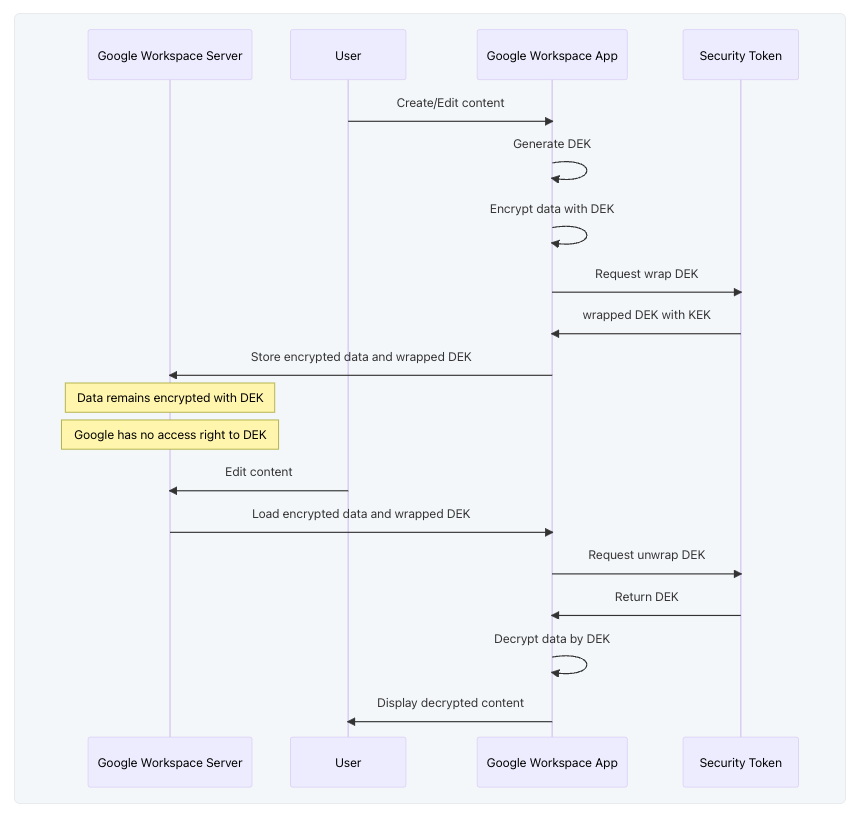 Google Workspace Server
User
Google Workspace App
Security Token
Create/Edit content
Generate DEK
Encrypt data with DEK
Request wrap DEK
wrapped DEK with KEK
Store encrypted data and wrapped DEK
Data remains encrypted with DEK
Google has no access right to DEK
Edit content
Load encrypted data and wrapped DEK
Request unwrap DEK
Return DEK
Decrypt data by DEK
Display decrypted content
Google Workspace Server
User
Google Workspace App
Security Token